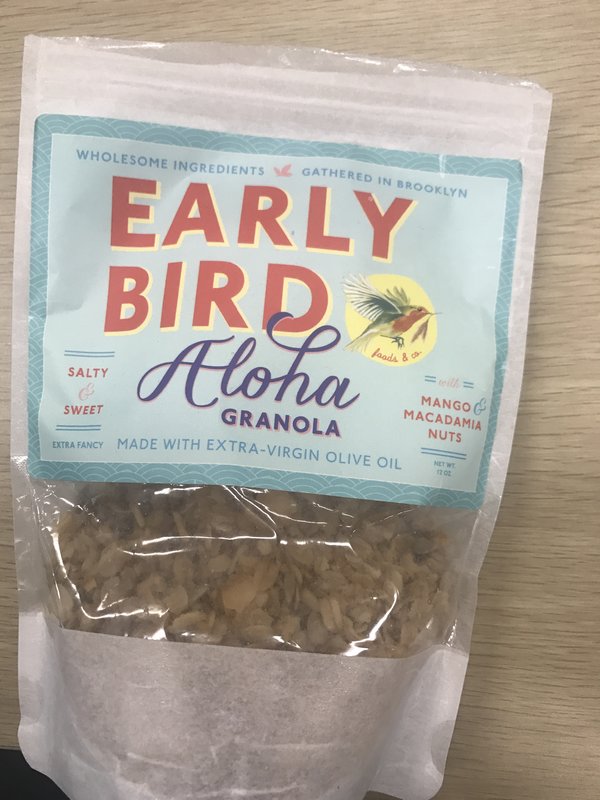 WHOLESOME INGREDIENTS GATHERED IN BROOKLYN
EARLY
BIRD
foods & co.
Aloha
GRANOLA
SALTY
&
SWEET
EXTRA FANCY
with
MANGO &
MACADAMIA
NUTS
MADE WITH EXTRA-VIRGIN OLIVE OIL
NET WT.
12 OZ.